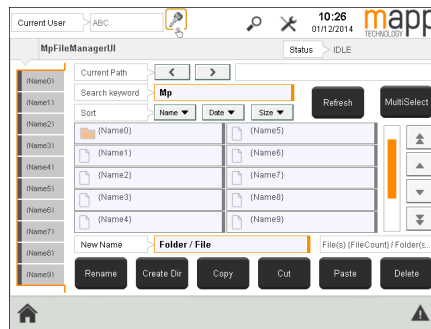 Current User ABC 10:26 01/12/2014 mapp TECHNOLOGY
MpFileManagerUI Status IDLE
Current Path < >
Search keyword Mp
Sort Name ▼ Date ▼ Size ▼ Refresh MultiSelect
{Name0}
{Name1}
{Name2}
{Name3}
{Name4}
{Name5}
{Name6}
{Name7}
{Name8}
{Name9}
{Name0} {Name5}
{Name1} {Name6}
{Name2} {Name7}
{Name3} {Name8}
{Name4} {Name9}
New Name Folder / File File(s) {FileCount} / Folder(s...
Rename Create Dir Copy Cut Paste Delete